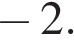 – 2.